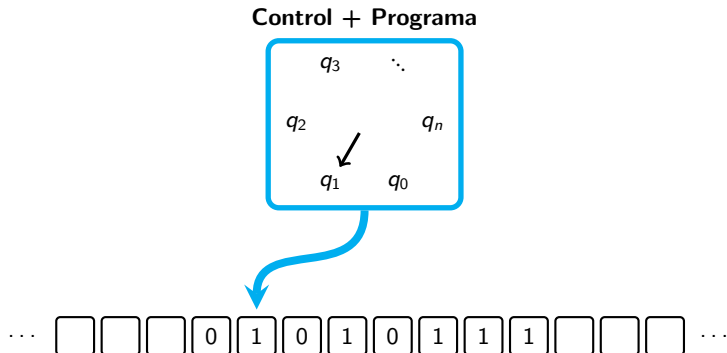 Control + Programa
q3 ⋱
q2 qn
q1 q0
... 0 1 0 1 0 1 1 1 ...